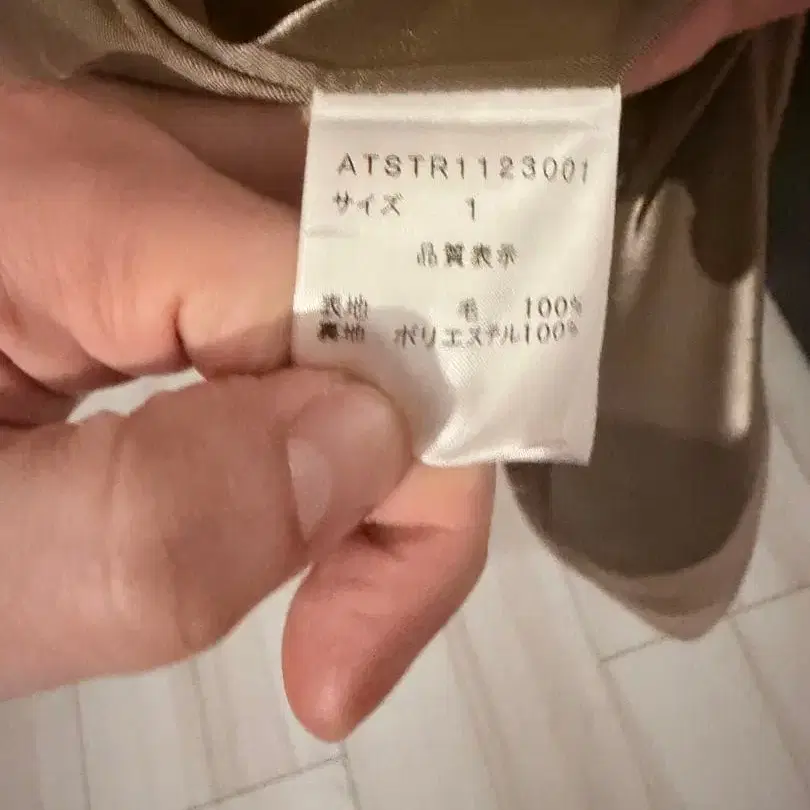 ATSTR1123001
サイズ 1
品質表示
表地 毛 100%
裏地 ポリエステル100%